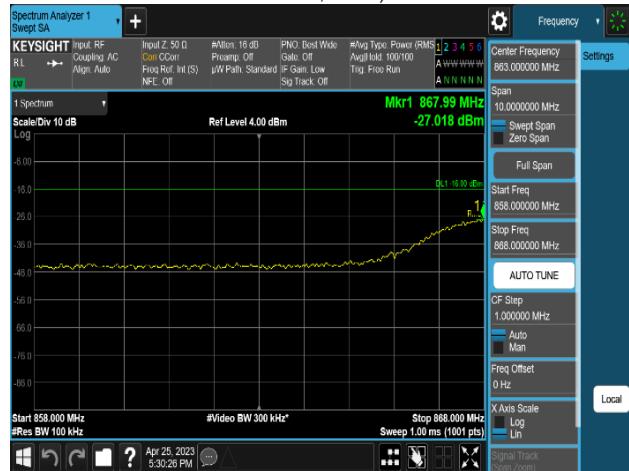 Spectrum Analyzer 1
Swept SA
+
Frequency
KEYSIGHT
RL
Input: RF
Coupling: AC
Align: Auto
Input Z: 50 Ω
Corr CCorr
Freq Ref: Int (S)
NFE: Off
#Atten: 16 dB
Preamp: Off
µW Path: Standard
PNO: Best Wide
Gate: Off
IF Gain: Low
Sig Track: Off
#Avg Type: Power (RMS)
Avg|Hold: 100/100
Trig: Free Run
1 2 3 4 5 6
A W W W W W
A N N N N N
1 Spectrum
Scale/Div 10 dB
Log
Ref Level 4.00 dBm
Mkr1 867.99 MHz
-27.018 dBm
-6.00
-16.0
DL1 -16.00 dBm
1
-26.0
-36.0
-46.0
-56.0
-66.0
-76.0
-86.0
Start 858.000 MHz
#Res BW 100 kHz
#Video BW 300 kHz*
Stop 868.000 MHz
Sweep 1.00 ms (1001 pts)
Center Frequency
863.000000 MHz
Settings
Span
10.0000000 MHz
Swept Span
Zero Span
Full Span
Start Freq
858.000000 MHz
Stop Freq
868.000000 MHz
AUTO TUNE
CF Step
1.000000 MHz
Auto
Man
Freq Offset
0 Hz
X Axis Scale
Log
Lin
Local
Signal Track
(Span Zoom)
?
Apr 25, 2023
5:30:26 PM